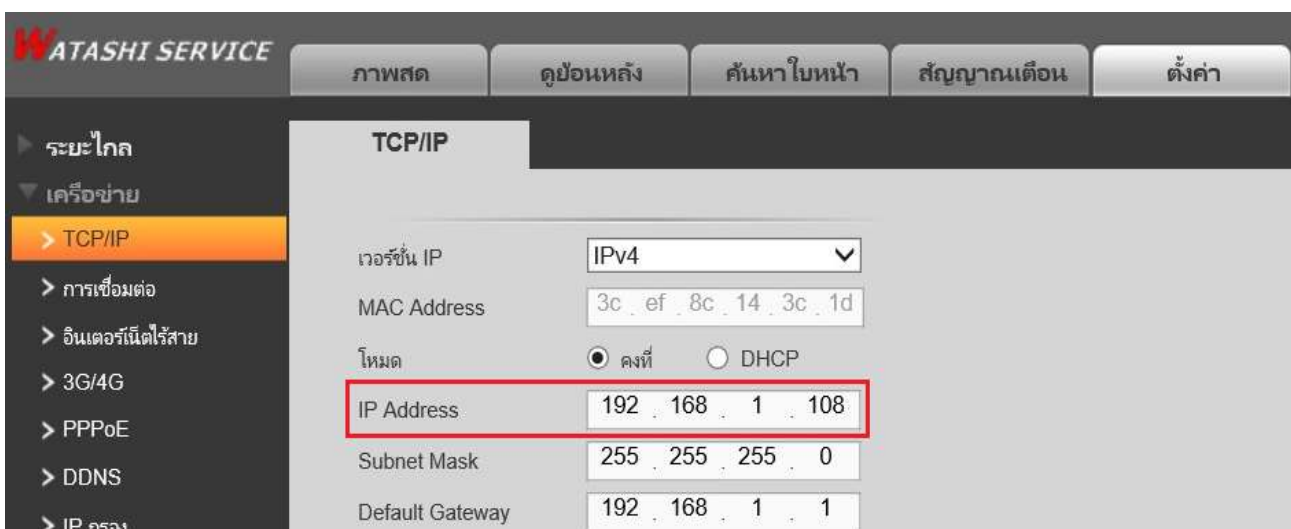 WATASHI SERVICE
ภาพสด ดูย้อนหลัง ค้นหาใบหน้า สัญญาณเตือน ตั้งค่า
ระยะไกล
เครือข่าย
TCP/IP
การเชื่อมต่อ
อินเตอร์เน็ตไร้สาย
3G/4G
PPPoE
DDNS
IP กรอง
TCP/IP
เวอร์ชั่น IP IPv4
MAC Address 3c . ef . 8c . 14 . 3c . 1d
โหมด คงที่ DHCP
IP Address 192 . 168 . 1 . 108
Subnet Mask 255 . 255 . 255 . 0
Default Gateway 192 . 168 . 1 . 1